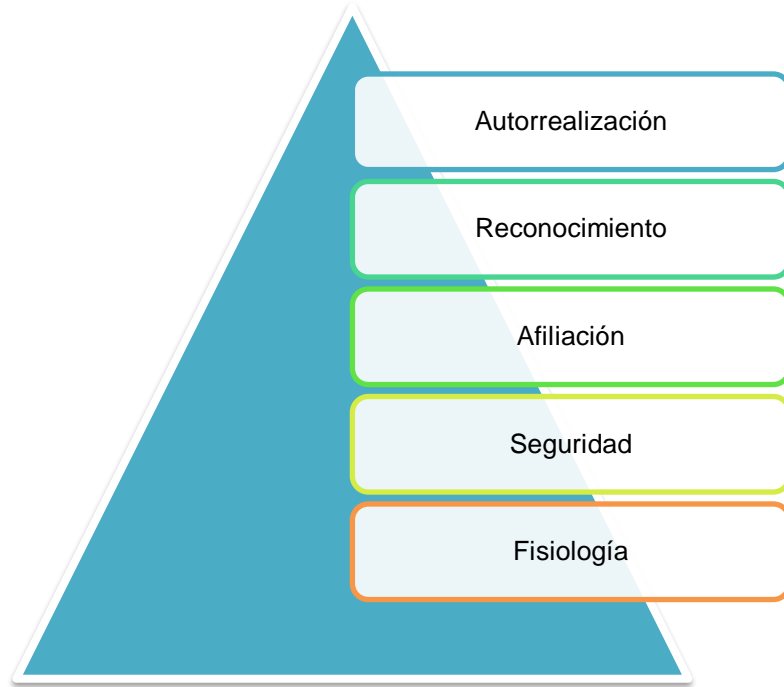 Autorrealización
Reconocimiento
Afiliación
Seguridad
Fisiología